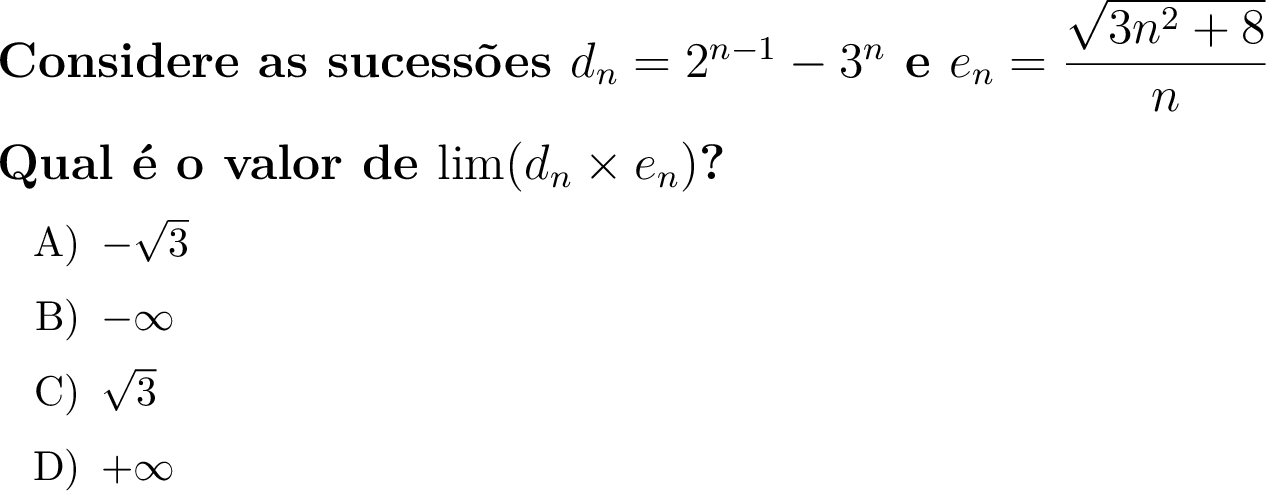 Considere as sucessões $d_n = 2^{n-1} - 3^n$ e $e_n = \dfrac{\sqrt{3n^2+8}}{n}$
Qual é o valor de $\lim(d_n \times e_n)$?
A) $-\sqrt{3}$
B) $-\infty$
C) $\sqrt{3}$
D) $+\infty$